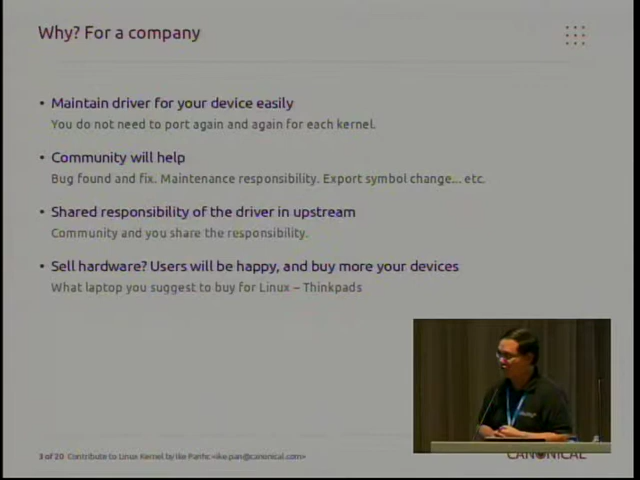 Why? For a company
• Maintain driver for your device easily
You do not need to port again and again for each kernel.
• Community will help
Bug found and fix. Maintenance responsibility. Export symbol change... etc.
• Shared responsibility of the driver in upstream
Community and you share the responsibility.
• Sell hardware? Users will be happy, and buy more your devices
What laptop you suggest to buy for Linux – Thinkpads
3 of 20 Contribute to Linux Kernel by Ike Panhc <ike.pan@canonical.com>
CANONICAL